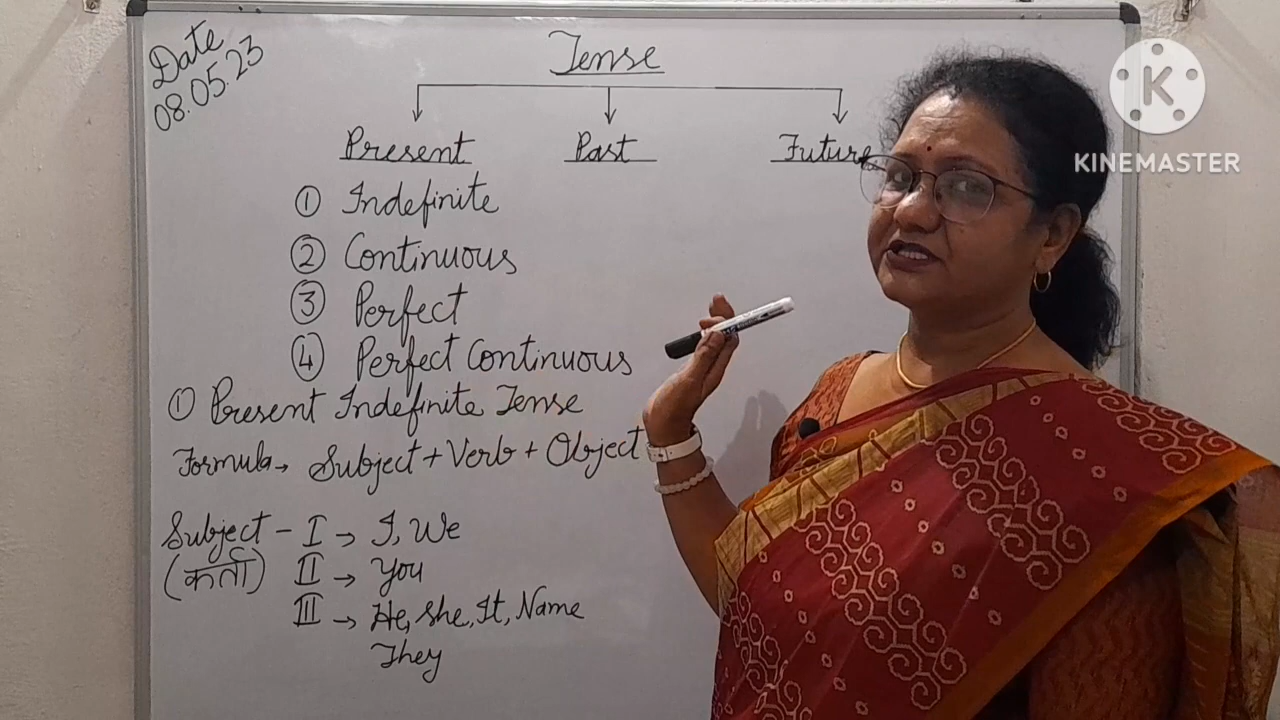 Date
08.05.23
Tense
Present Past Future
① Indefinite
② Continuous
③ Perfect
④ Perfect Continuous
① Present Indefinite Tense
Formula → Subject + Verb + Object
Subject - I → I, We
(कर्ता) II → You
III → He, She, It, Name
They
K
KINEMASTER